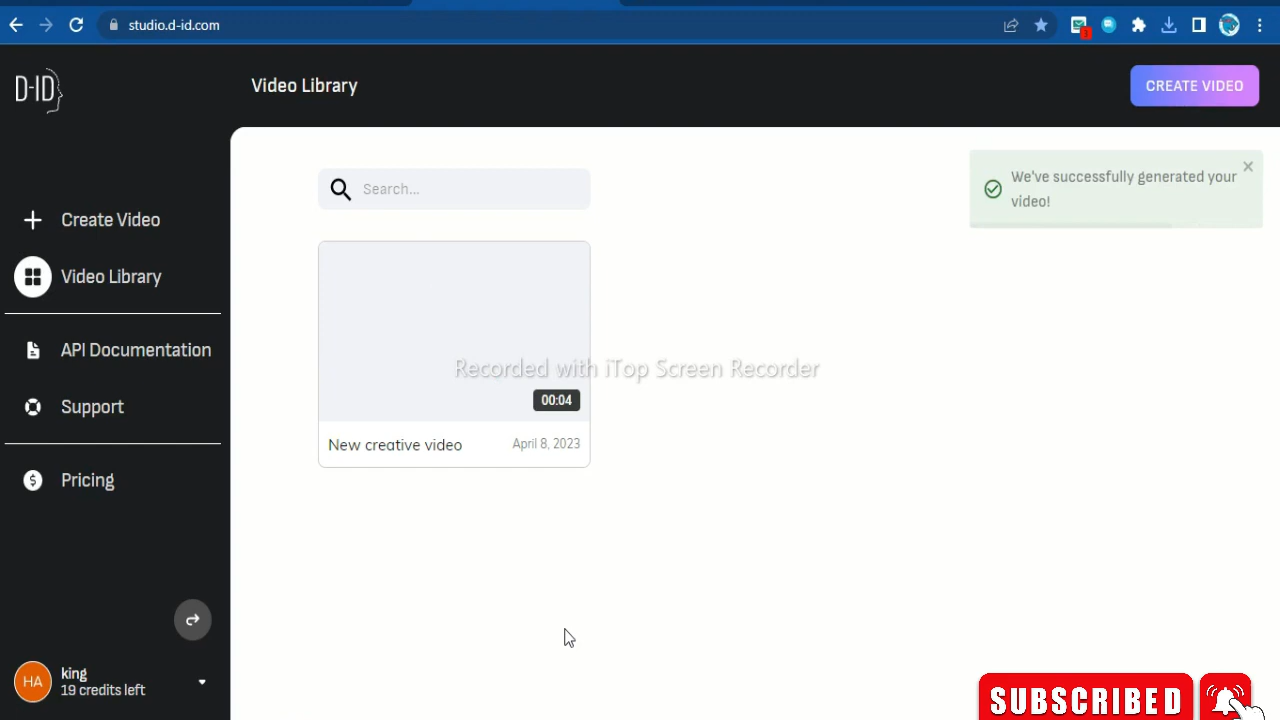 studio.d-id.com
1
D-ID
Video Library
CREATE VIDEO
Search...
We've successfully generated your
video!
Create Video
Video Library
API Documentation
Support
$ Pricing
Recorded with iTop Screen Recorder
00:04
New creative video April 8, 2023
HA
king
19 credits left
SUBSCRIBED